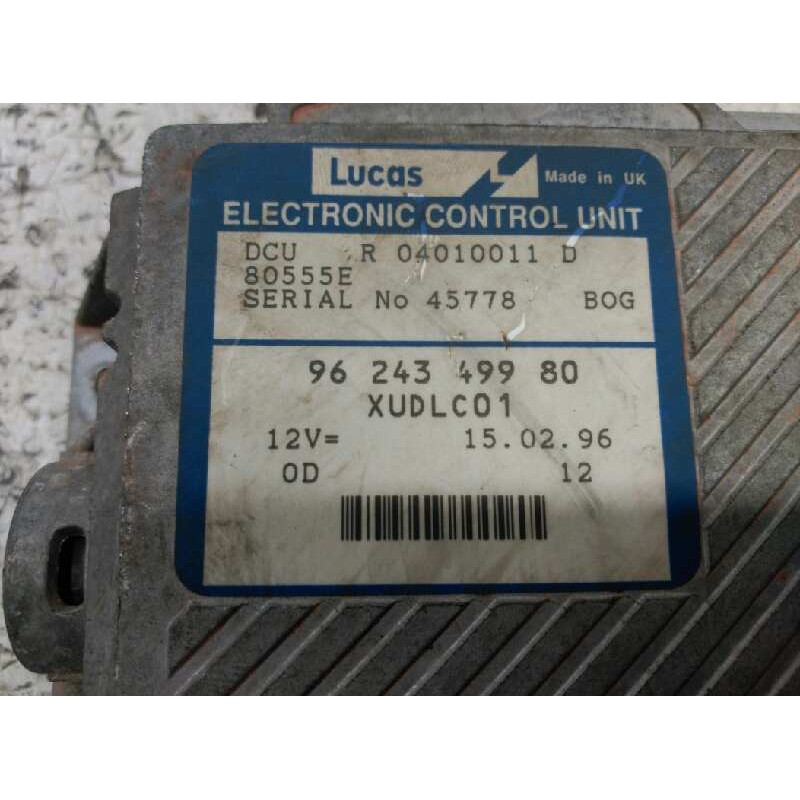 Lucas Made in UK
ELECTRONIC CONTROL UNIT
DCU R 04010011 D
80555E
SERIAL No 45778 BOG
96 243 499 80
XUDLC01
12V= 15.02.96
0D 12